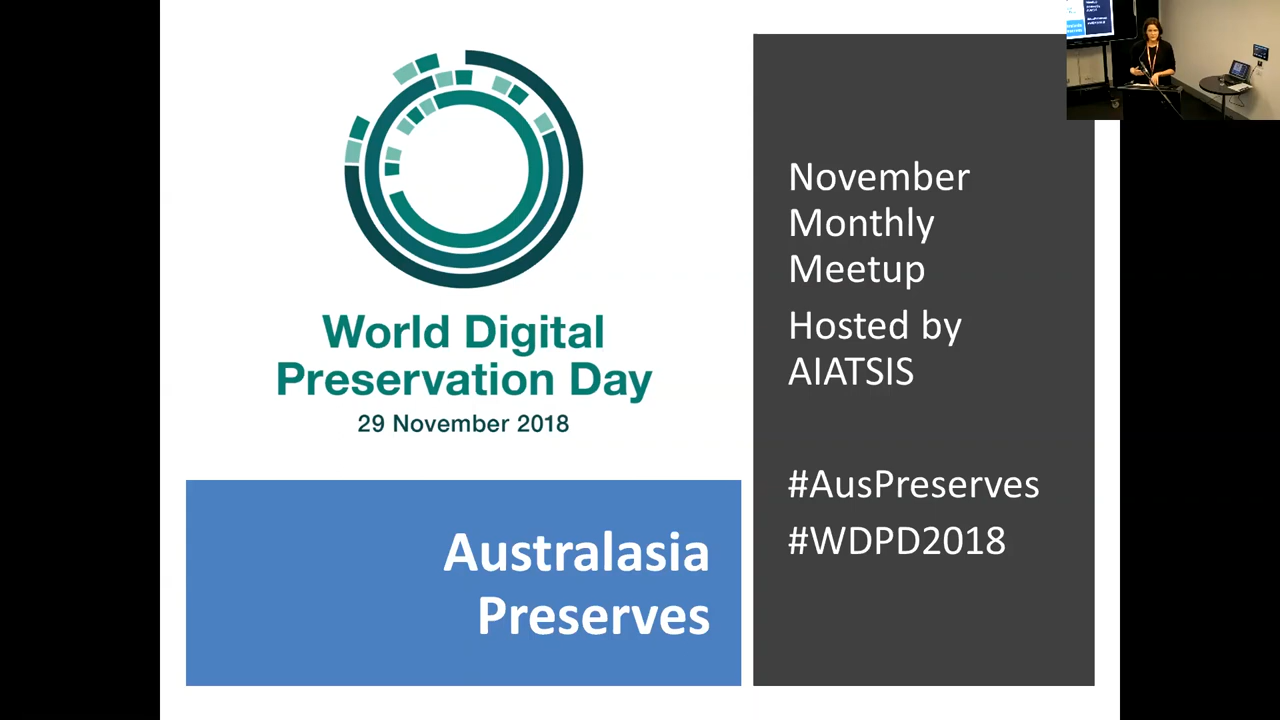 World Digital
Preservation Day
29 November 2018
Australasia
Preserves
November
Monthly
Meetup
Hosted by
AIATSIS
#AusPreserves
#WDPD2018